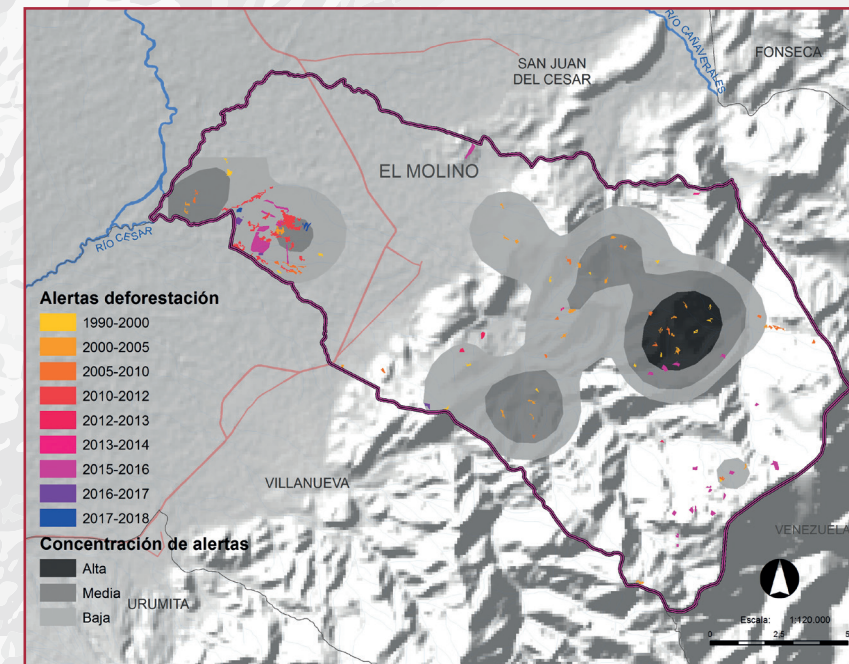 RÍO CAÑAVERALES
FONSECA
SAN JUAN
DEL CESAR
EL MOLINO
RÍO CESAR
Alertas deforestación
1990-2000
2000-2005
2005-2010
2010-2012
2012-2013
2013-2014
2015-2016
2016-2017
2017-2018
VILLANUEVA
Concentración de alertas
Alta
Media
Baja
URUMITA
VENEZUELA
Escala: 1:120.000
0 2,5 5